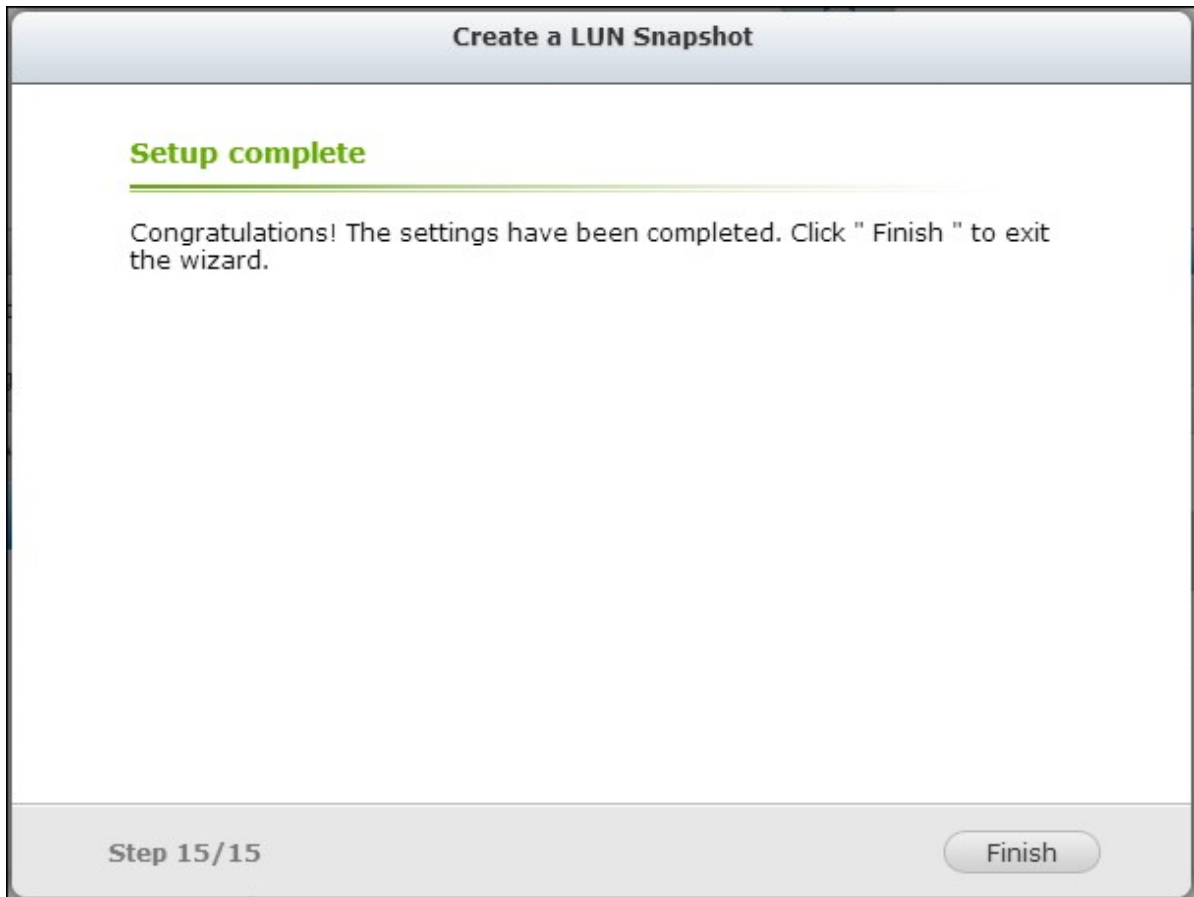 Create a LUN Snapshot
Setup complete
Congratulations! The settings have been completed. Click " Finish " to exit
the wizard.
Step 15/15
Finish